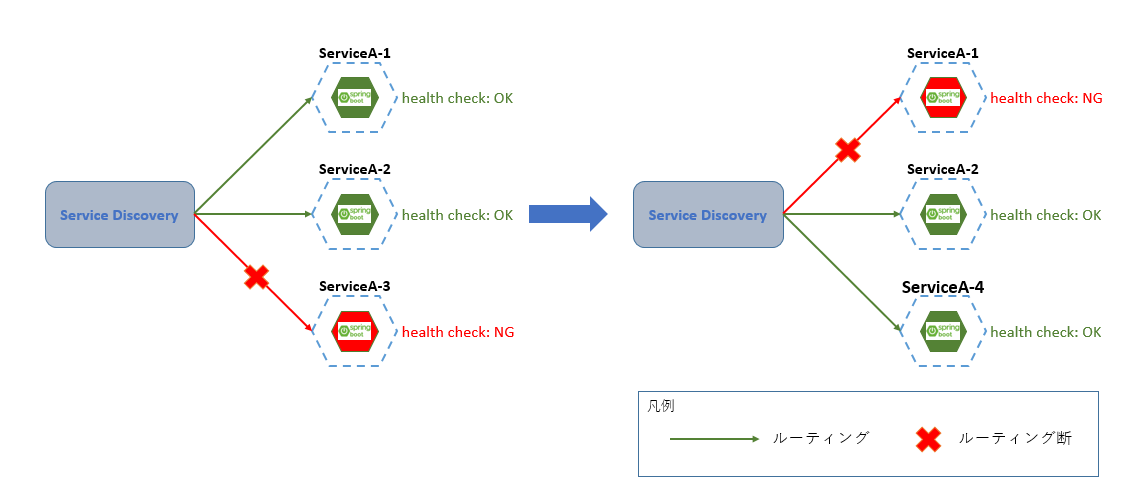 ServiceA-1
spring
boot
health check: OK
ServiceA-2
spring
boot
health check: OK
Service Discovery
ServiceA-3
spring
boot
health check: NG
ServiceA-1
spring
boot
health check: NG
ServiceA-2
spring
boot
health check: OK
Service Discovery
ServiceA-4
spring
boot
health check: OK
凡例
ルーティング
ルーティング断